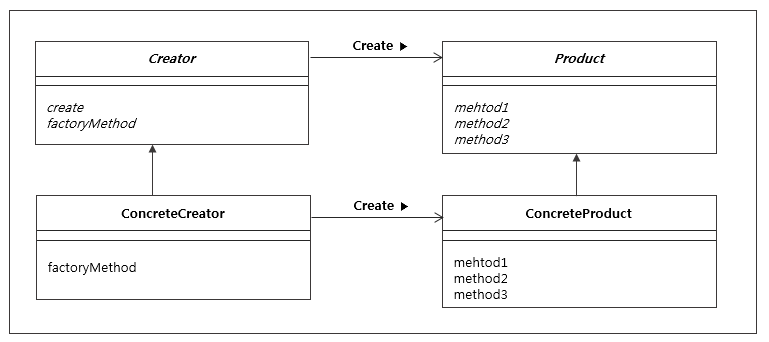 Creator
Create ▶
Product
create
factoryMethod
mehtod1
method2
method3
ConcreteCreator
Create ▶
ConcreteProduct
factoryMethod
mehtod1
method2
method3